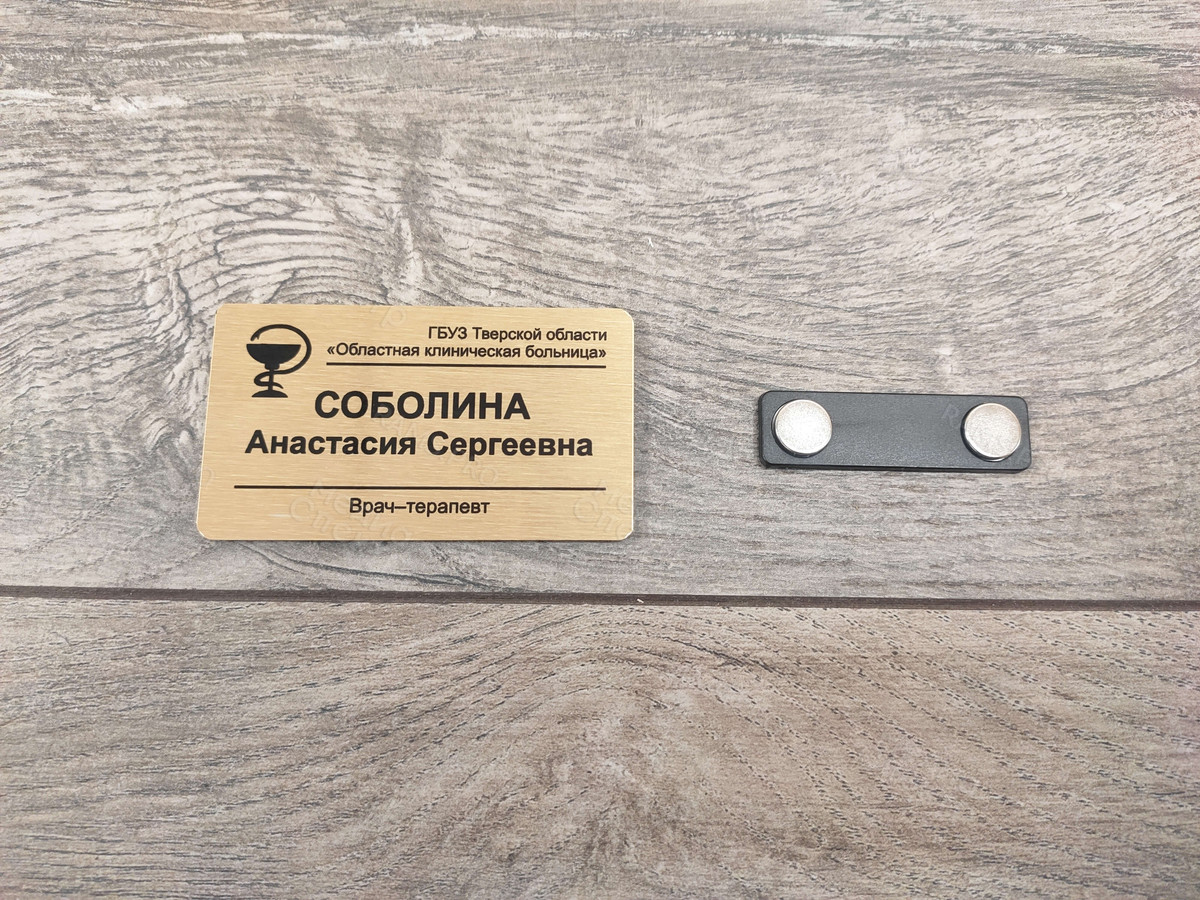 ГБУЗ Тверской области
«Областная клиническая больница»
СОБОЛИНА
Анастасия Сергеевна
Врач–терапевт